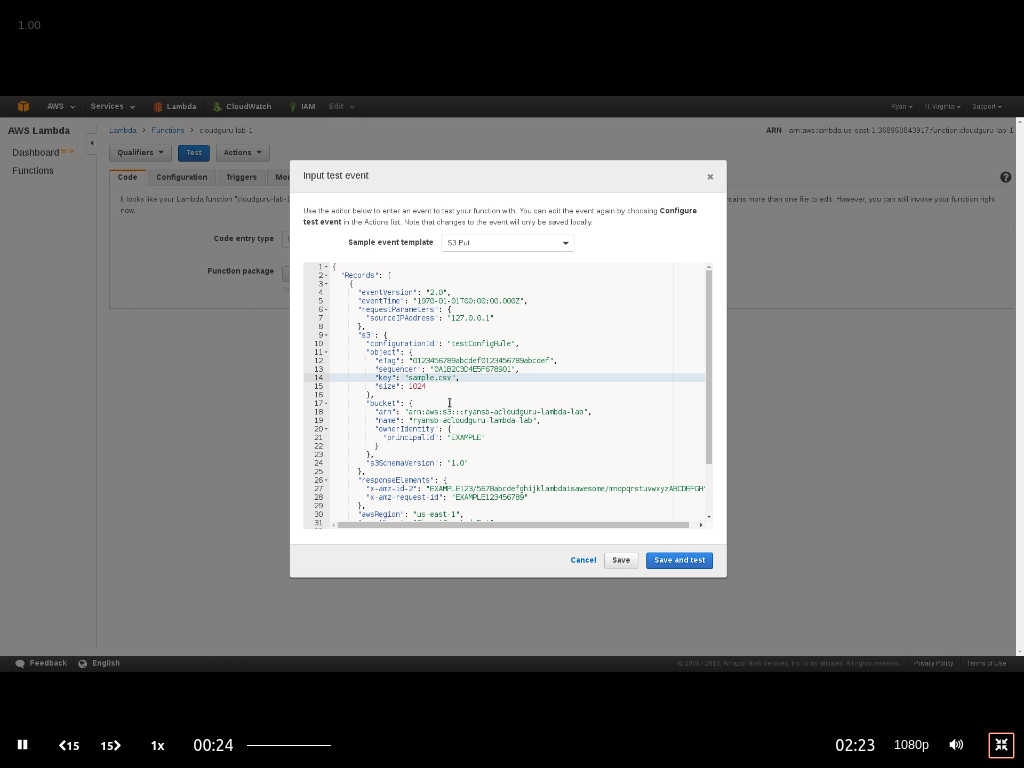 1.00
AWS Services Lambda CloudWatch IAM Edit Ryan N. Virginia Support
AWS Lambda
Dashboard
Functions
Lambda > Functions > cloudguru-lab-1
ARN arn:aws:lambda:us-east-1:368950843917:function:cloudguru-lab-1
Qualifiers Test Actions
Code Configuration Triggers
It looks like your Lambda function "cloudguru-lab-1
tains more than one file to edit. However, you can still invoke your function right
now.
Code entry type
Function package
Input test event
Use the editor below to enter an event to test your function with. You can edit the event again by choosing Configure
test event in the Actions list. Note that changes to the event will only be saved locally.
Sample event template S3 Put
1 {
2 "Records": [
3 {
4 "eventVersion": "2.0",
5 "eventTime": "1970-01-01T00:00:00.000Z",
6 "requestParameters": {
7 "sourceIPAddress": "127.0.0.1"
8 },
9 "s3": {
10 "configurationId": "testConfigRule",
11 "object": {
12 "eTag": "0123456789abcdef0123456789abcdef",
13 "sequencer": "0A1B2C3D4E5F678901",
14 "key": "sample.csv",
15 "size": 1024
16 },
17 "bucket": {
18 "arn": "arn:aws:s3:::ryansb-acloudguru-lambda-lab",
19 "name": "ryansb-acloudguru-lambda-lab",
20 "ownerIdentity": {
21 "principalId": "EXAMPLE"
22 }
23 },
24 "s3SchemaVersion": "1.0"
25 },
26 "responseElements": {
27 "x-amz-id-2": "EXAMPLE123/5678abcdefghijklambdaisawesome/mnopqrstuvwxyzABCDEFGH"
28 "x-amz-request-id": "EXAMPLE123456789"
29 },
30 "awsRegion": "us-east-1",
31
Cancel Save Save and test
Feedback English
© 2008 - 2016, Amazon Web Services, Inc. or its affiliates. All rights reserved. Privacy Policy Terms of Use
15 15 1x 00:24 02:23 1080p